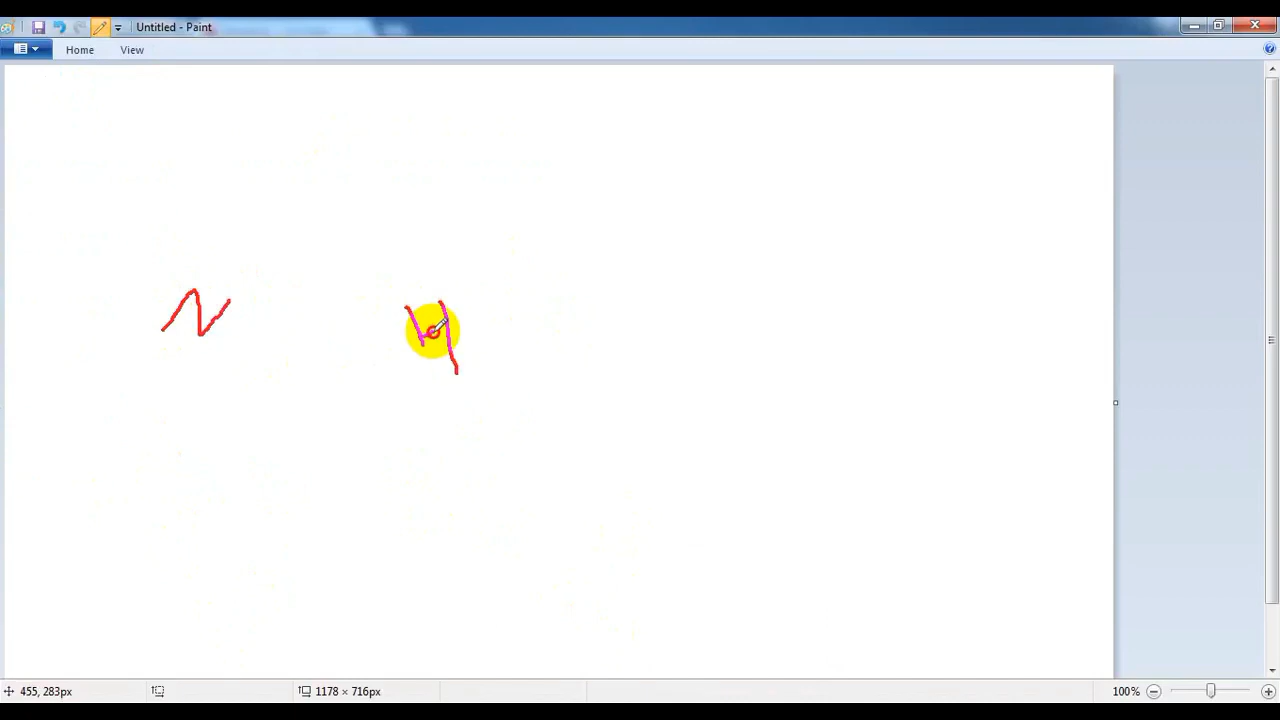 Untitled - Paint
Home View
N H
455, 283px 1178 × 716px 100%